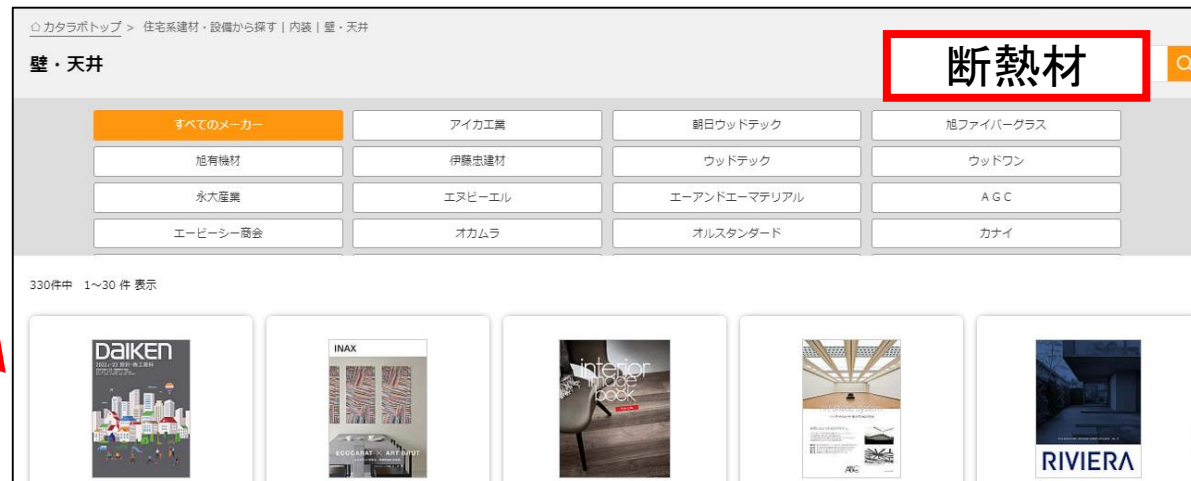 カタラボトップ > 住宅系建材・設備から探す | 内装 | 壁・天井
壁・天井
断熱材
すべてのメーカー アイカ工業 朝日ウッドテック 旭ファイバーグラス
旭有機材 伊藤忠建材 ウッドテック ウッドワン
永大産業 エヌビーエル エーアンドエーマテリアル AGC
エービーシー商会 オカムラ オルスタンダード カナイ
330件中 1～30 件 表示
DAIKEN
INAX
ECOCARAT × ART
interior
image
book
ABC
RIVIERA